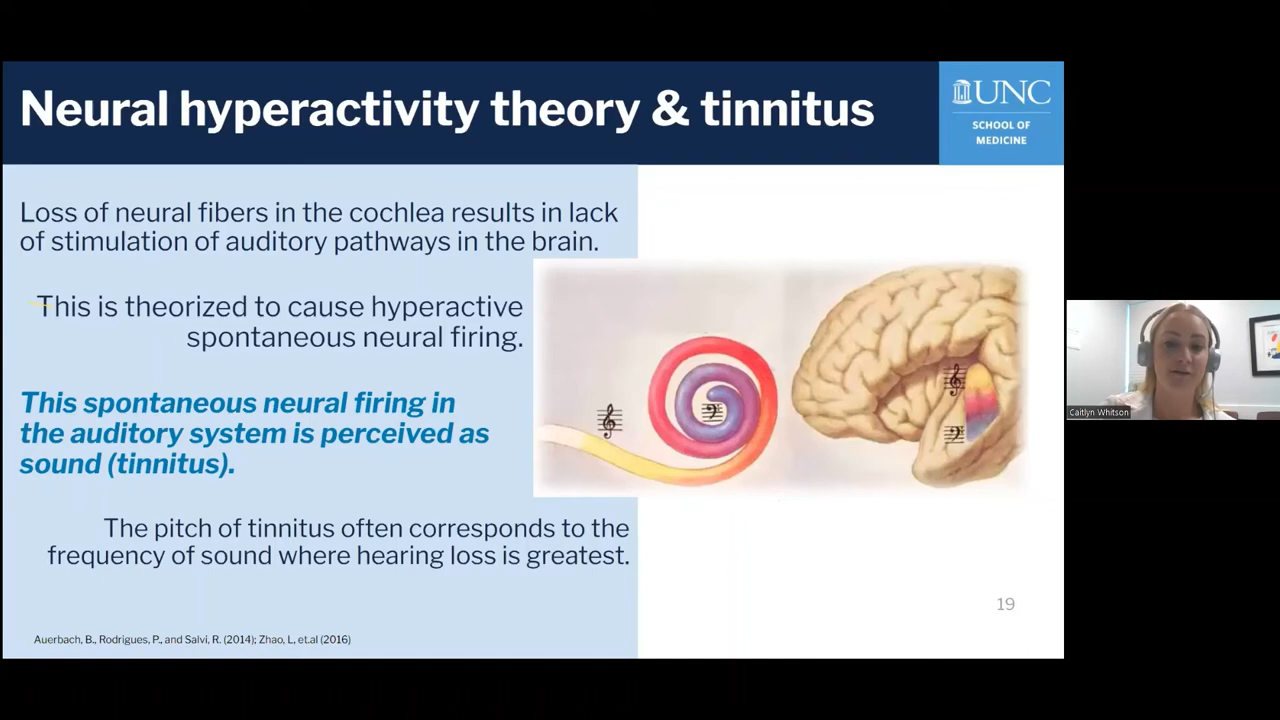 Neural hyperactivity theory & tinnitus
UNC
SCHOOL OF
MEDICINE
Loss of neural fibers in the cochlea results in lack
of stimulation of auditory pathways in the brain.
This is theorized to cause hyperactive
spontaneous neural firing.
This spontaneous neural firing in
the auditory system is perceived as
sound (tinnitus).
The pitch of tinnitus often corresponds to the
frequency of sound where hearing loss is greatest.
19
Auerbach, B., Rodrigues, P., and Salvi, R. (2014); Zhao, L, et.al (2016)
Caitlyn Whitson